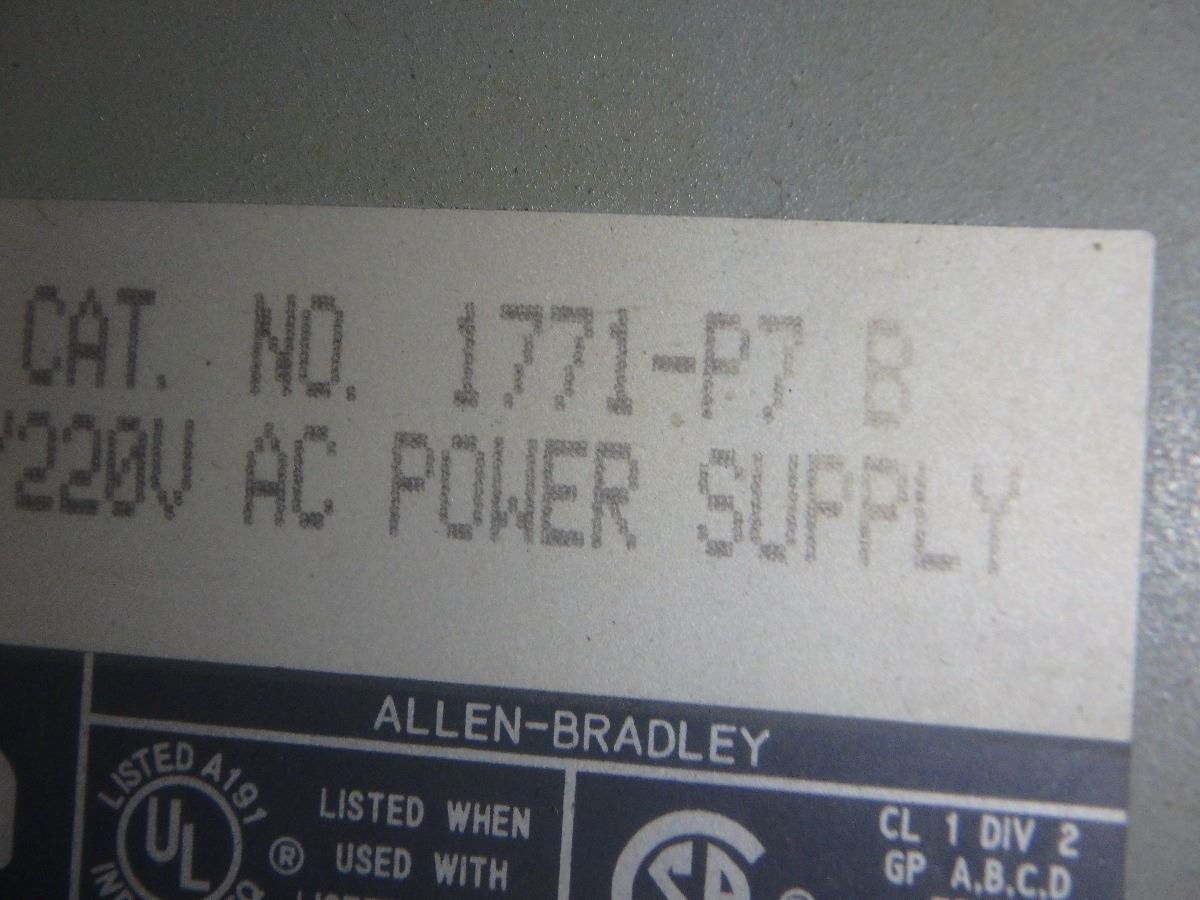 CAT. NO. 1771-P7 B
220V AC POWER SUPPLY
ALLEN-BRADLEY
LISTED A191
UL
®
LISTED WHEN
USED WITH
CL 1 DIV 2
GP A,B,C,D